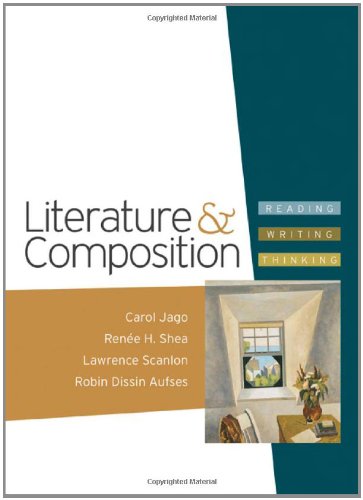 Copyrighted Material
Literature &
Composition
READING
WRITING
THINKING
Carol Jago
Renée H. Shea
Lawrence Scanlon
Robin Dissin Aufses
Copyrighted Material